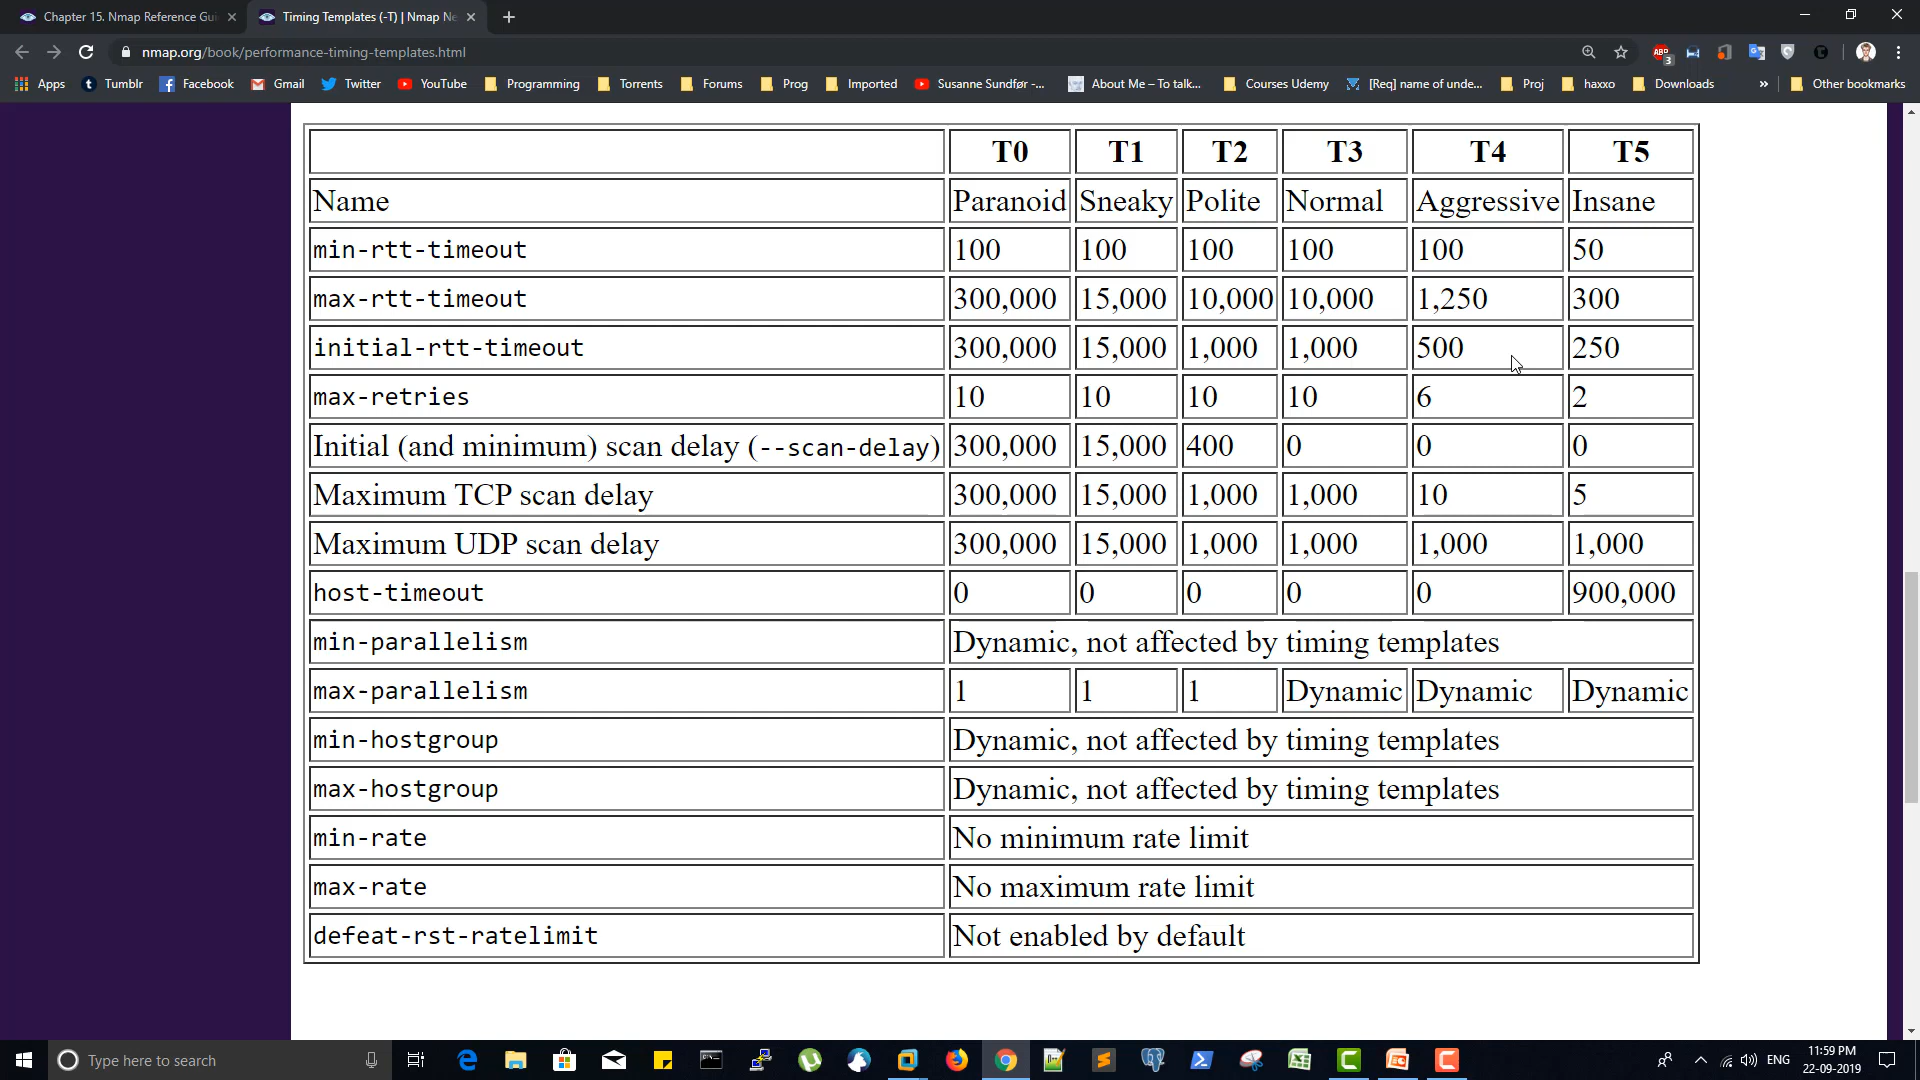 Chapter 15. Nmap Reference Gui
Timing Templates (-T) | Nmap Ne
nmap.org/book/performance-timing-templates.html
Apps Tumblr Facebook Gmail Twitter YouTube Programming Torrents Forums Prog Imported Susanne Sundfør -... About Me – To talk... Courses Udemy [Req] name of unde... Proj haxxo Downloads » Other bookmarks
T0 T1 T2 T3 T4 T5
Name Paranoid Sneaky Polite Normal Aggressive Insane
min-rtt-timeout 100 100 100 100 100 50
max-rtt-timeout 300,000 15,000 10,000 10,000 1,250 300
initial-rtt-timeout 300,000 15,000 1,000 1,000 500 250
max-retries 10 10 10 10 6 2
Initial (and minimum) scan delay (--scan-delay) 300,000 15,000 400 0 0 0
Maximum TCP scan delay 300,000 15,000 1,000 1,000 10 5
Maximum UDP scan delay 300,000 15,000 1,000 1,000 1,000 1,000
host-timeout 0 0 0 0 0 900,000
min-parallelism Dynamic, not affected by timing templates
max-parallelism 1 1 1 Dynamic Dynamic Dynamic
min-hostgroup Dynamic, not affected by timing templates
max-hostgroup Dynamic, not affected by timing templates
min-rate No minimum rate limit
max-rate No maximum rate limit
defeat-rst-ratelimit Not enabled by default
Type here to search
ENG
11:59 PM
22-09-2019